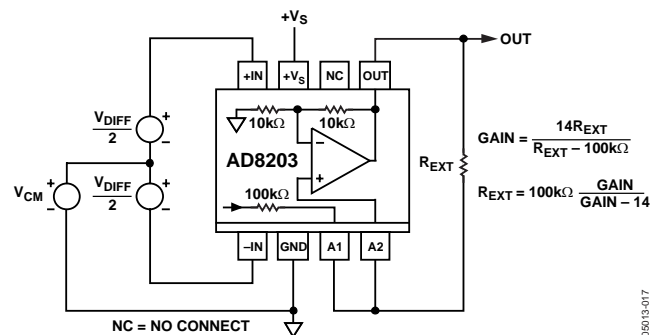 +VS
OUT
+IN
+VS
NC
OUT
10kΩ
10kΩ
VDIFF
2
AD8203
GAIN = 14REXT
REXT – 100kΩ
REXT
VCM
VDIFF
2
100kΩ
REXT = 100kΩ GAIN
GAIN – 14
–IN
GND
A1
A2
NC = NO CONNECT
05013-017